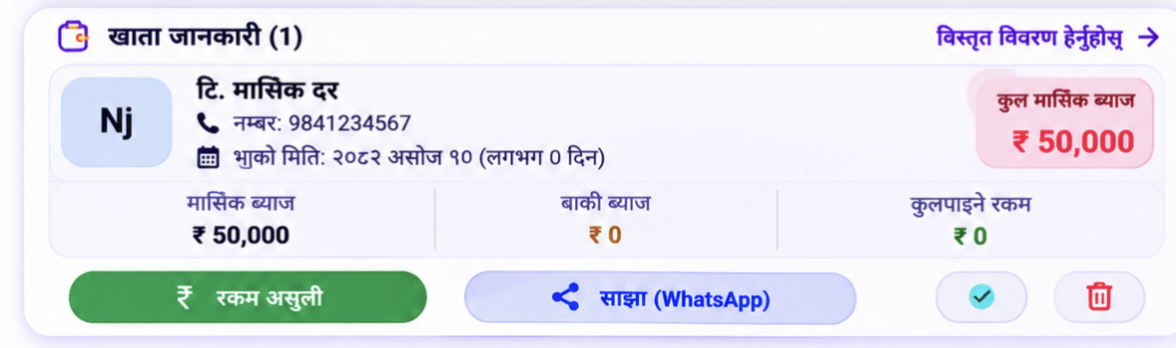 खाता जानकारी (1)
विस्तृत विवरण हेर्नुहोस् →
Nj
टि. मासिक दर
कुल मासिक ब्याज
नम्बर: 9841234567
₹ 50,000
मिति: २०८२ असोज १० (लगभग 0 दिन)
मासिक ब्याज
बाकी ब्याज
कुलपाइने रकम
₹ 50,000
₹ 0
₹ 0
₹ रकम असुली
साझा (WhatsApp)